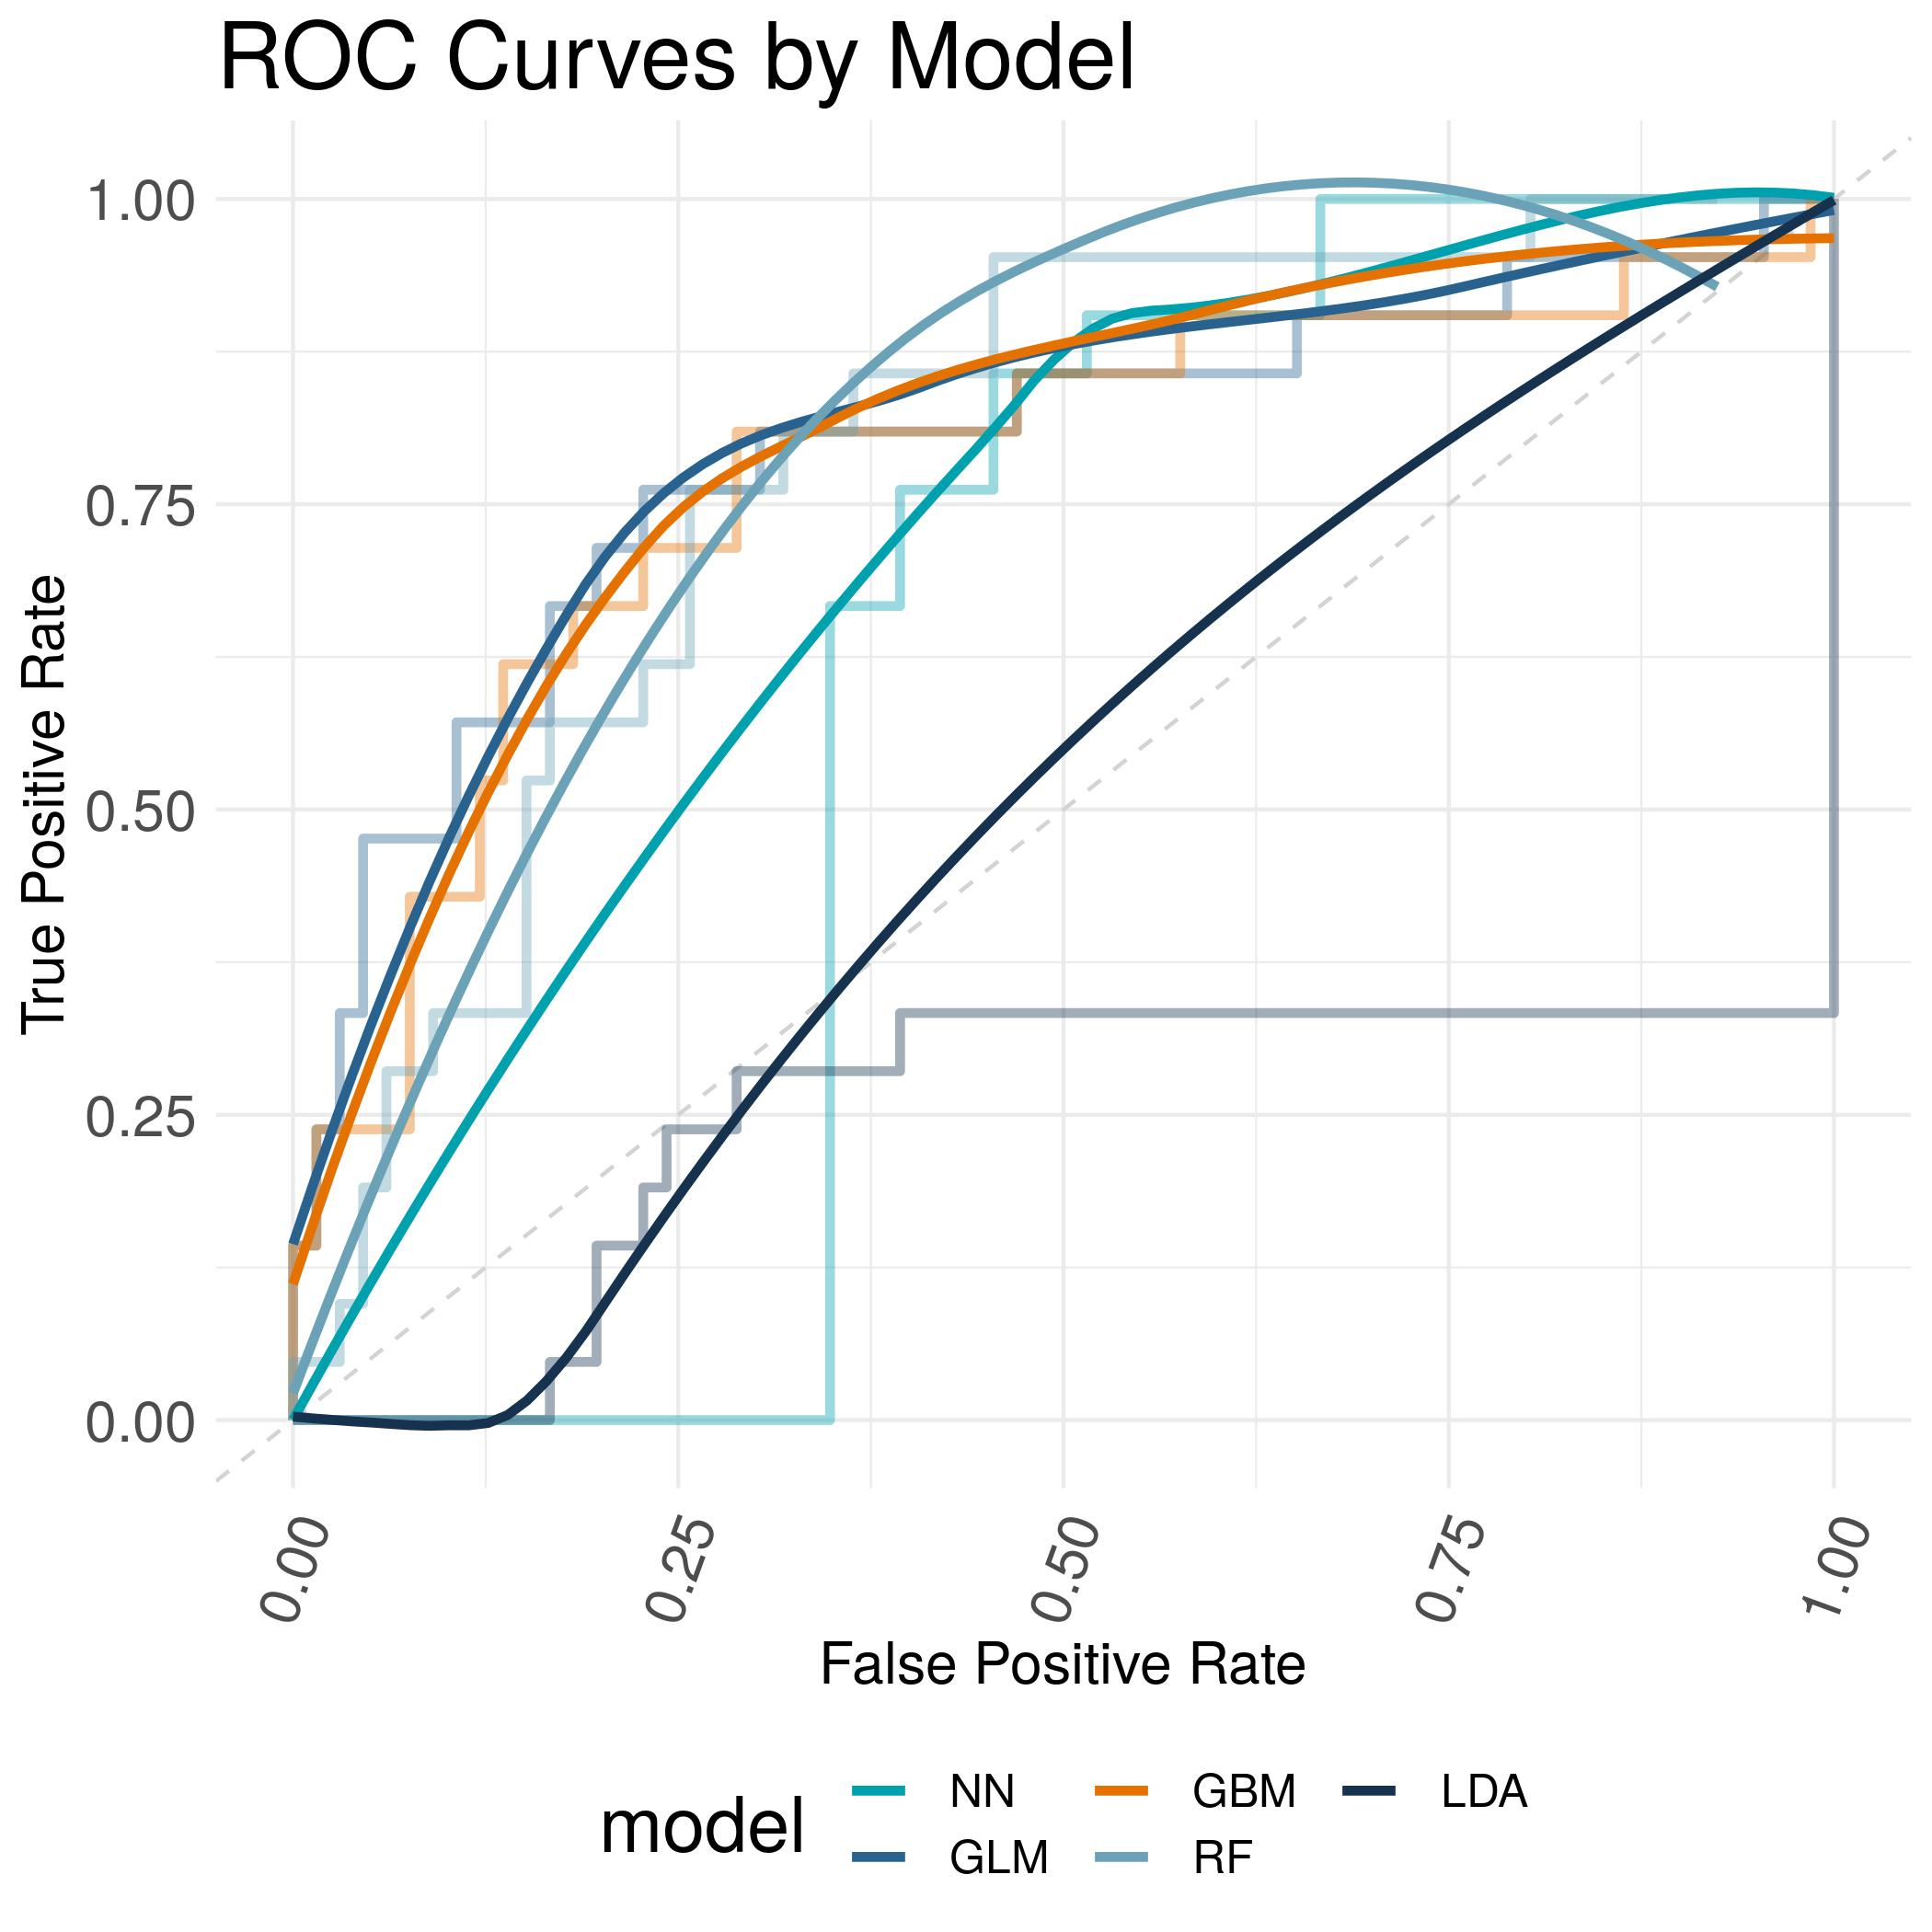 ROC Curves by Model
True Positive Rate
1.00
0.75
0.50
0.25
0.00
0.00
0.25
0.50
0.75
1.00
False Positive Rate
model
NN
GBM
LDA
GLM
RF